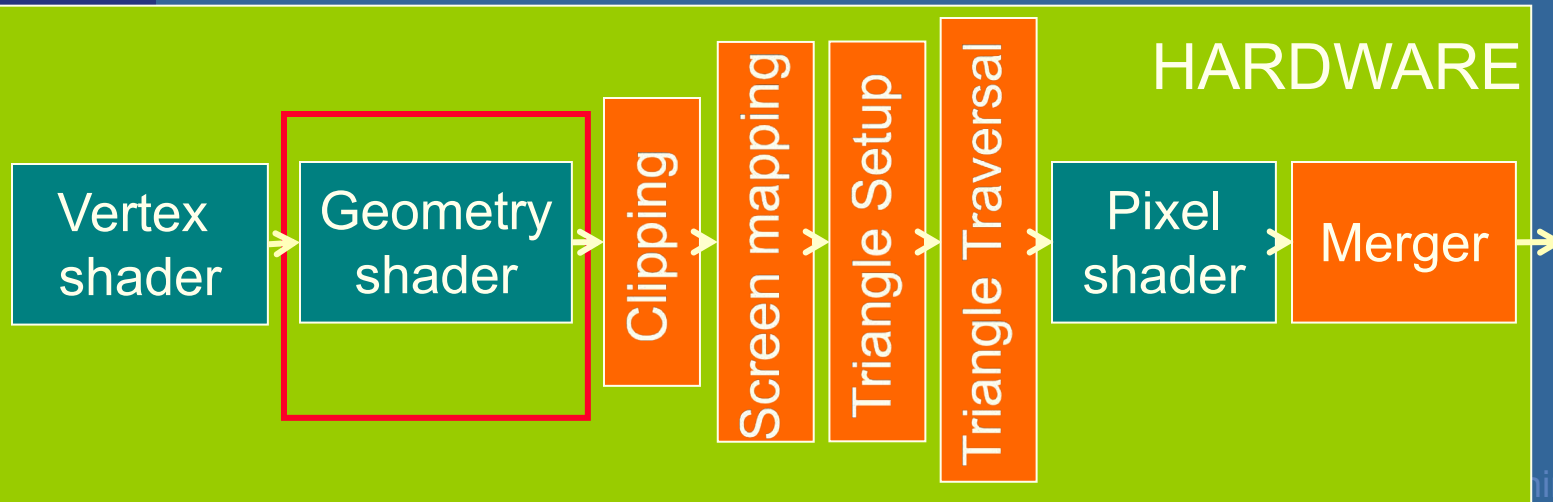 HARDWARE
Vertex
shader
Geometry
shader
Clipping
Screen mapping
Triangle Setup
Triangle Traversal
Pixel
shader
Merger